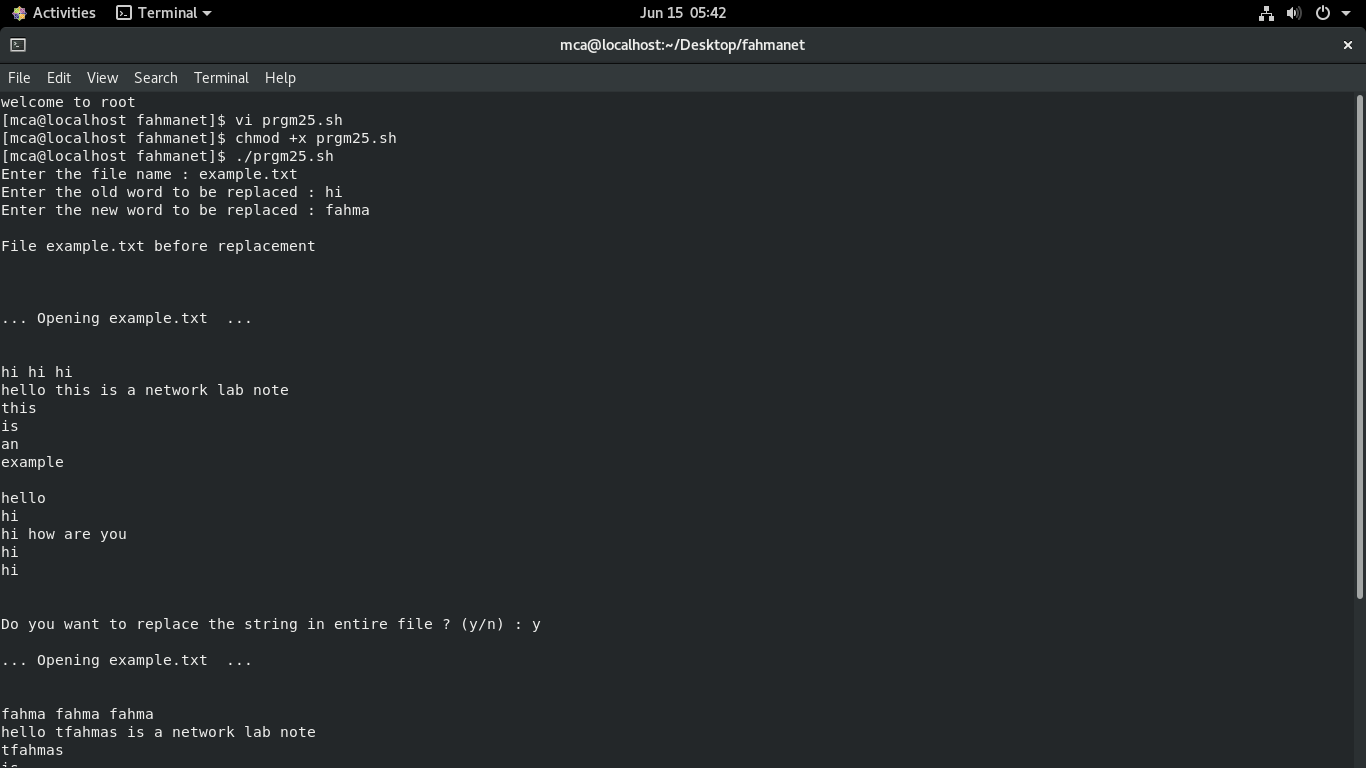 Activities Terminal Jun 15 05:42
mca@localhost:~/Desktop/fahmanet ×
File Edit View Search Terminal Help
welcome to root
[mca@localhost fahmanet]$ vi prgm25.sh
[mca@localhost fahmanet]$ chmod +x prgm25.sh
[mca@localhost fahmanet]$ ./prgm25.sh
Enter the file name : example.txt
Enter the old word to be replaced : hi
Enter the new word to be replaced : fahma
File example.txt before replacement
... Opening example.txt  ...
hi hi hi
hello this is a network lab note
this
is
an
example
hello
hi
hi how are you
hi
hi
Do you want to replace the string in entire file ? (y/n) : y
... Opening example.txt  ...
fahma fahma fahma
hello tfahmas is a network lab note
tfahmas
is